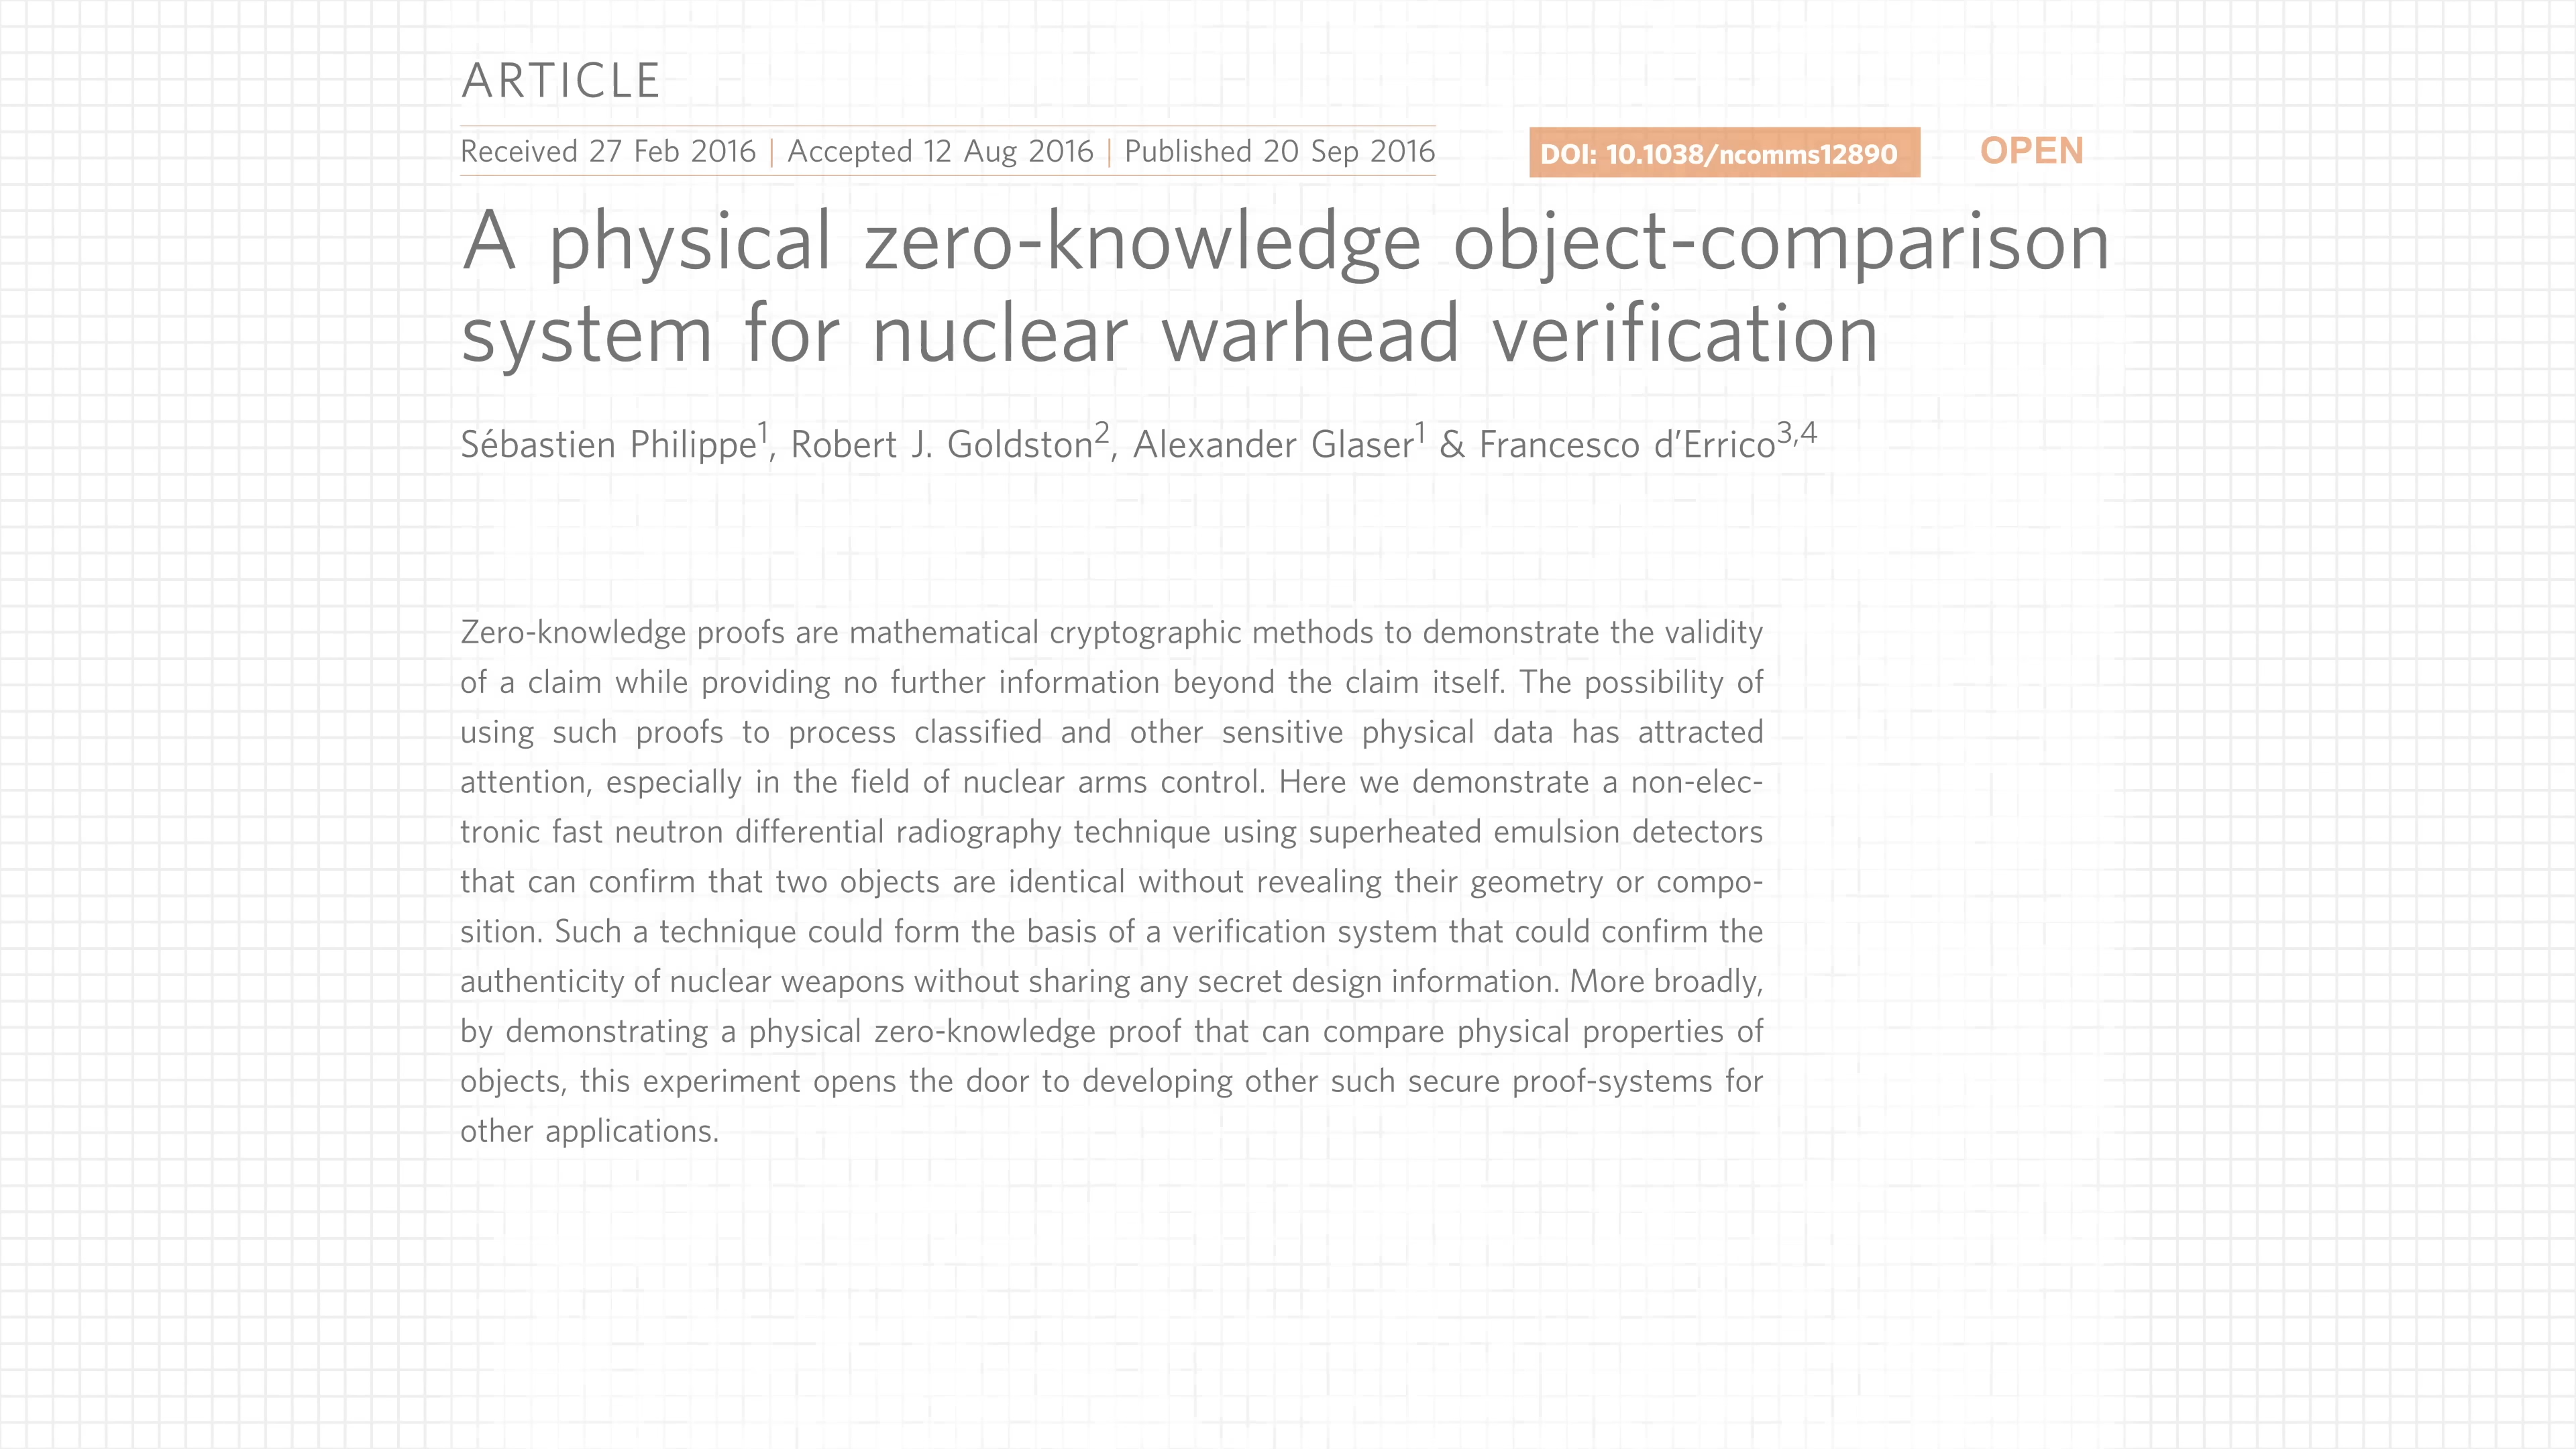 ARTICLE
Received 27 Feb 2016 | Accepted 12 Aug 2016 | Published 20 Sep 2016
DOI: 10.1038/ncomms12890
OPEN
A physical zero-knowledge object-comparison
system for nuclear warhead verification
Sébastien Philippe1, Robert J. Goldston2, Alexander Glaser1 & Francesco d’Errico3,4
Zero-knowledge proofs are mathematical cryptographic methods to demonstrate the validity
of a claim while providing no further information beyond the claim itself. The possibility of
using such proofs to process classified and other sensitive physical data has attracted
attention, especially in the field of nuclear arms control. Here we demonstrate a non-elec-
tronic fast neutron differential radiography technique using superheated emulsion detectors
that can confirm that two objects are identical without revealing their geometry or compo-
sition. Such a technique could form the basis of a verification system that could confirm the
authenticity of nuclear weapons without sharing any secret design information. More broadly,
by demonstrating a physical zero-knowledge proof that can compare physical properties of
objects, this experiment opens the door to developing other such secure proof-systems for
other applications.